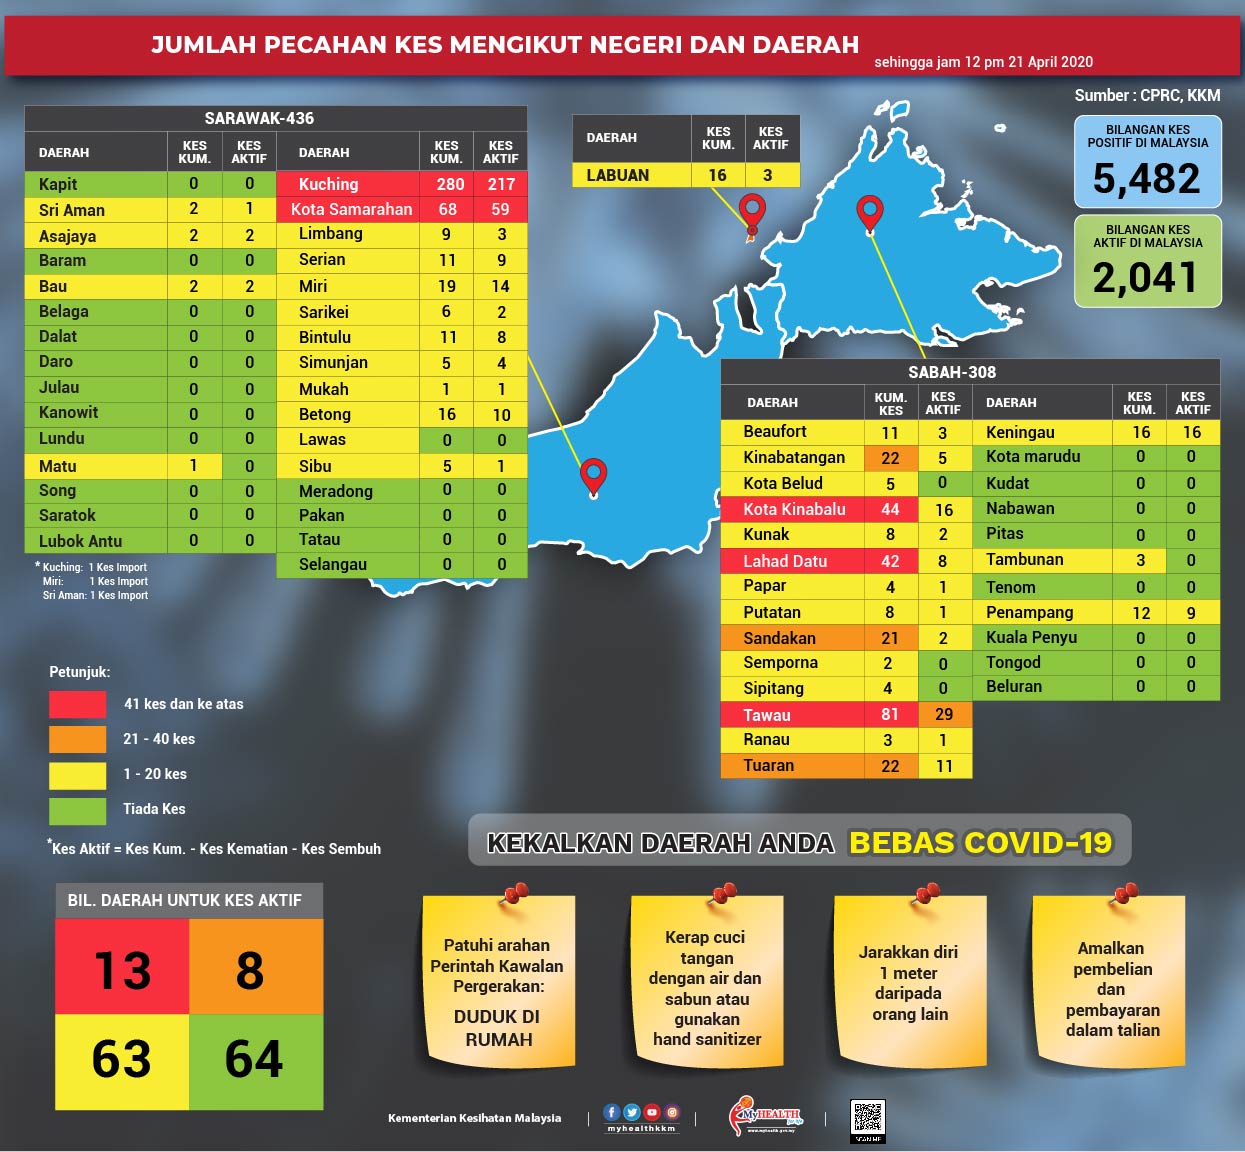 JUMLAH PECAHAN KES MENGIKUT NEGERI DAN DAERAH
sehingga jam 12 pm 21 April 2020
Sumber : CPRC, KKM
BILANGAN KES
POSITIF DI MALAYSIA
5,482
BILANGAN KES
AKTIF DI MALAYSIA
2,041
SARAWAK-436
DAERAH KES KUM. KES AKTIF DAERAH KES KUM. KES AKTIF
Kapit 0 0 Kuching 280 217
Sri Aman 2 1 Kota Samarahan 68 59
Asajaya 2 2 Limbang 9 3
Baram 0 0 Serian 11 9
Bau 2 2 Miri 19 14
Belaga 0 0 Sarikei 6 2
Dalat 0 0 Bintulu 11 8
Daro 0 0 Simunjan 5 4
Julau 0 0 Mukah 1 1
Kanowit 0 0 Betong 16 10
Lundu 0 0 Lawas 0 0
Matu 1 0 Sibu 5 1
Song 0 0 Meradong 0 0
Saratok 0 0 Pakan 0 0
Lubok Antu 0 0 Tatau 0 0
Selangau 0 0
* Kuching: 1 Kes Import
Miri: 1 Kes Import
Sri Aman: 1 Kes Import
DAERAH KES KUM. KES AKTIF
LABUAN 16 3
SABAH-308
DAERAH KUM. KES KES AKTIF DAERAH KES KUM. KES AKTIF
Beaufort 11 3 Keningau 16 16
Kinabatangan 22 5 Kota marudu 0 0
Kota Belud 5 0 Kudat 0 0
Kota Kinabalu 44 16 Nabawan 0 0
Kunak 8 2 Pitas 0 0
Lahad Datu 42 8 Tambunan 3 0
Papar 4 1 Tenom 0 0
Putatan 8 1 Penampang 12 9
Sandakan 21 2 Kuala Penyu 0 0
Semporna 2 0 Tongod 0 0
Sipitang 4 0 Beluran 0 0
Tawau 81 29
Ranau 3 1
Tuaran 22 11
Petunjuk:
41 kes dan ke atas
21 - 40 kes
1 - 20 kes
Tiada Kes
*Kes Aktif = Kes Kum. - Kes Kematian - Kes Sembuh
BIL. DAERAH UNTUK KES AKTIF
13 8
63 64
KEKALKAN DAERAH ANDA BEBAS COVID-19
Patuhi arahan
Perintah Kawalan
Pergerakan:
DUDUK DI
RUMAH
Kerap cuci
tangan
dengan air dan
sabun atau
gunakan
hand sanitizer
Jarakkan diri
1 meter
daripada
orang lain
Amalkan
pembelian
dan
pembayaran
dalam talian
Kementerian Kesihatan Malaysia
myhealthkkm
MyHEALTH
www.myhealth.gov.my
SCAN ME